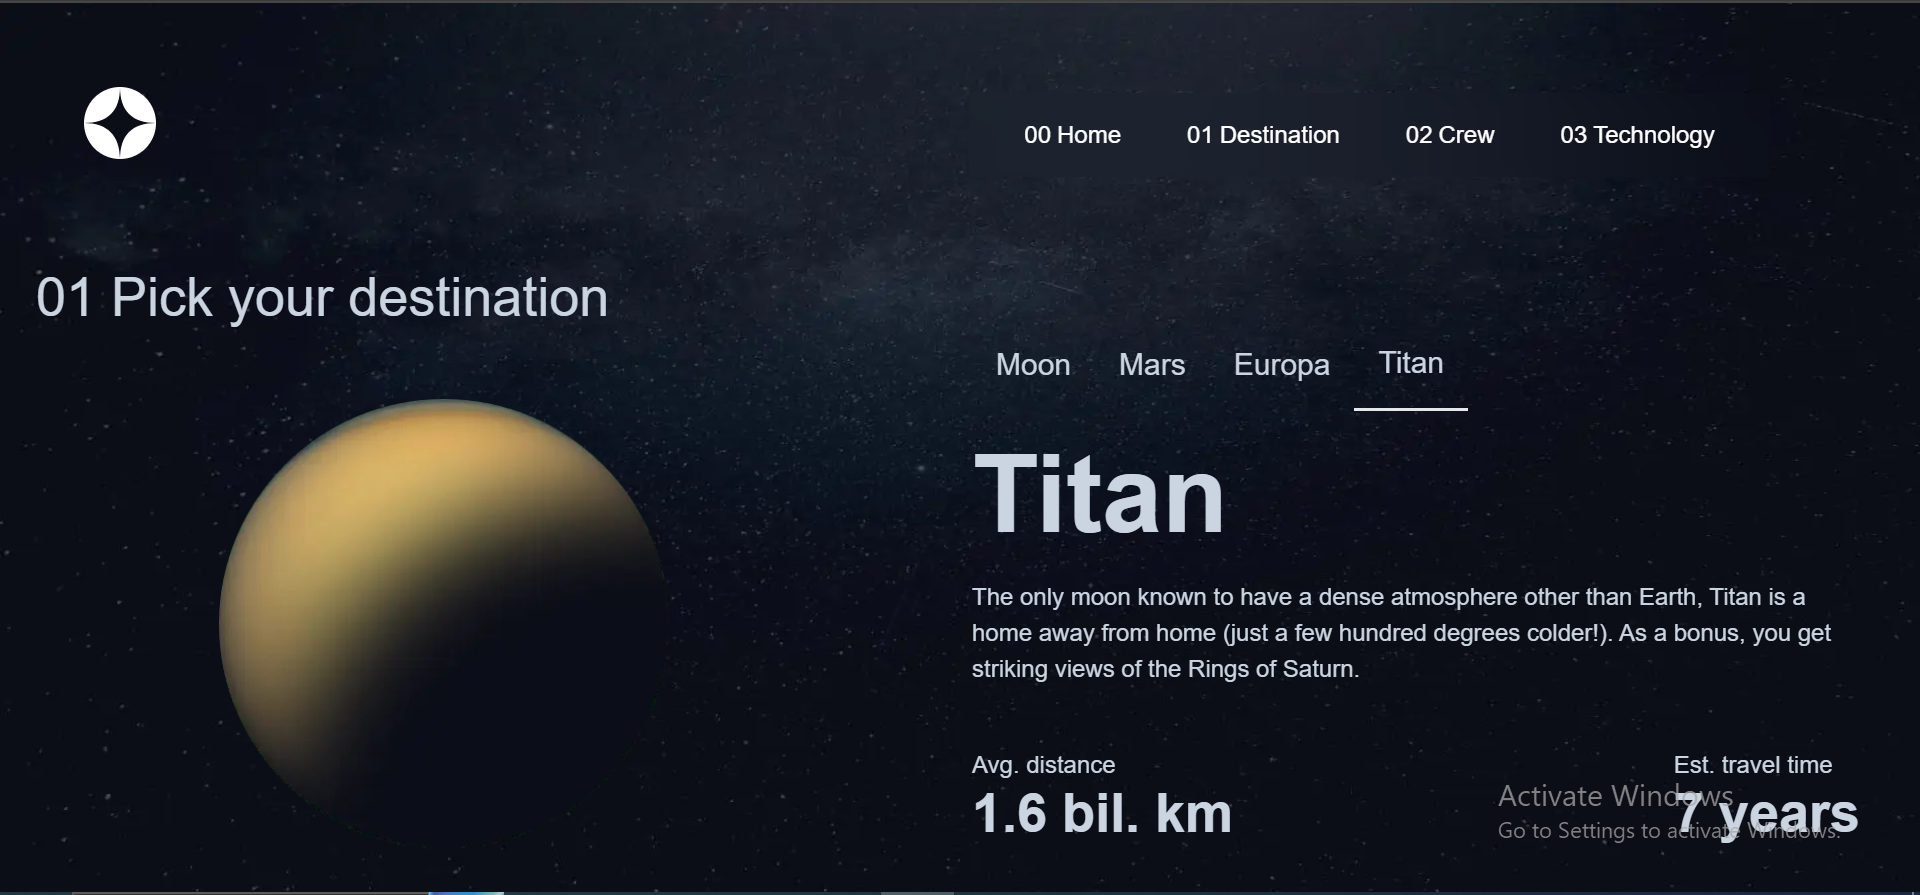 00 Home 01 Destination 02 Crew 03 Technology
01 Pick your destination
Moon Mars Europa Titan
Titan
The only moon known to have a dense atmosphere other than Earth, Titan is a
home away from home (just a few hundred degrees colder!). As a bonus, you get
striking views of the Rings of Saturn.
Avg. distance
1.6 bil. km
Est. travel time
7 years
Activate Windows
Go to Settings to activate Windows.